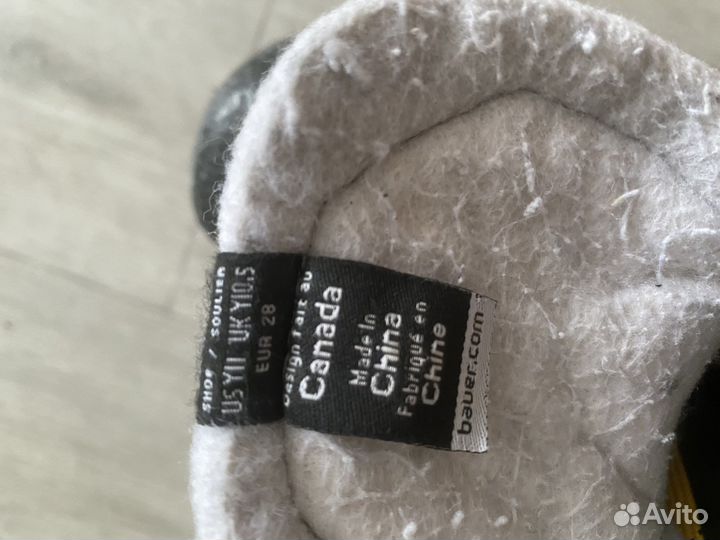 SHOE / SOULIER
US Y11 UK Y10.5
EUR 28
Design Fait au
Canada
Made In
China
Fabriqué en
Chine
bauer.com
Avito